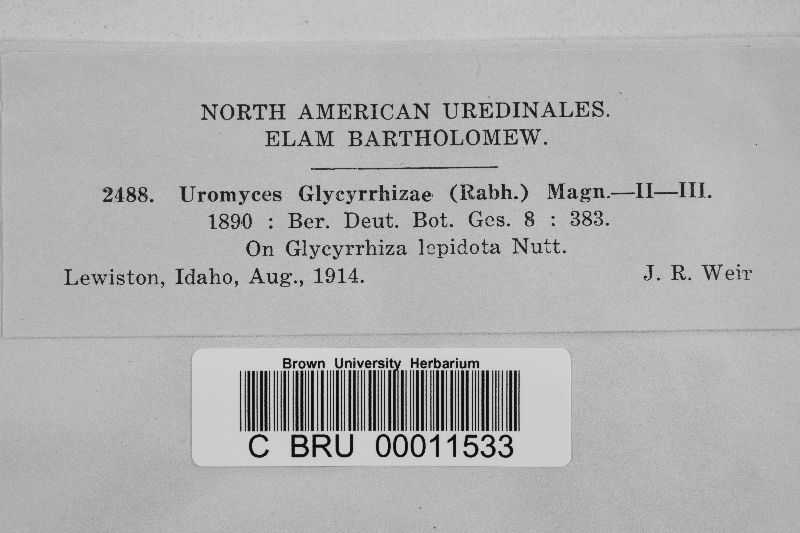 NORTH AMERICAN UREDINALES.
ELAM BARTHOLOMEW.
2488. Uromyces Glycyrrhizae (Rabh.) Magn.—II—III.
1890 : Ber. Deut. Bot. Ges. 8 : 383.
On Glycyrrhiza lepidota Nutt.
Lewiston, Idaho, Aug., 1914. J. R. Weir
Brown University Herbarium
C BRU 00011533